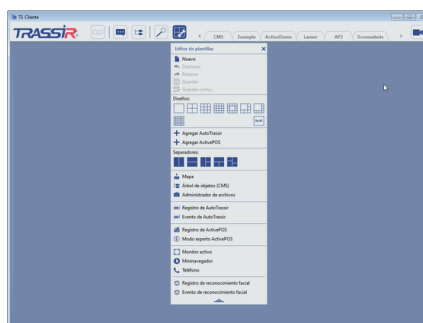 T1 Cliente
TRASSIR
CMS Example ActiveDome Lanser AP2 Screenshots
Editor de plantillas
Nuevo
Deshacer
Rehacer
Guardar
Guardar como...
Diseños:
Agregar AutoTrassir
Agregar ActivePOS
Separadores:
Mapa
Árbol de objetos (CMS)
Administrador de archivos
Registro de AutoTrassir
Evento de AutoTrassir
Registro de ActivePOS
Modo experto ActivePOS
Monitor activo
Mininavegador
Teléfono
Registro de reconocimiento facial
Evento de reconocimiento facial